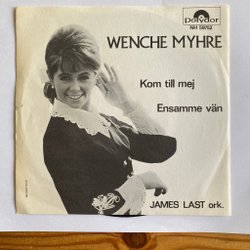 Polydor
NH 59752
WENCHE MYHRE
Kom till mej
Ensamme vän
JAMES LAST ork.